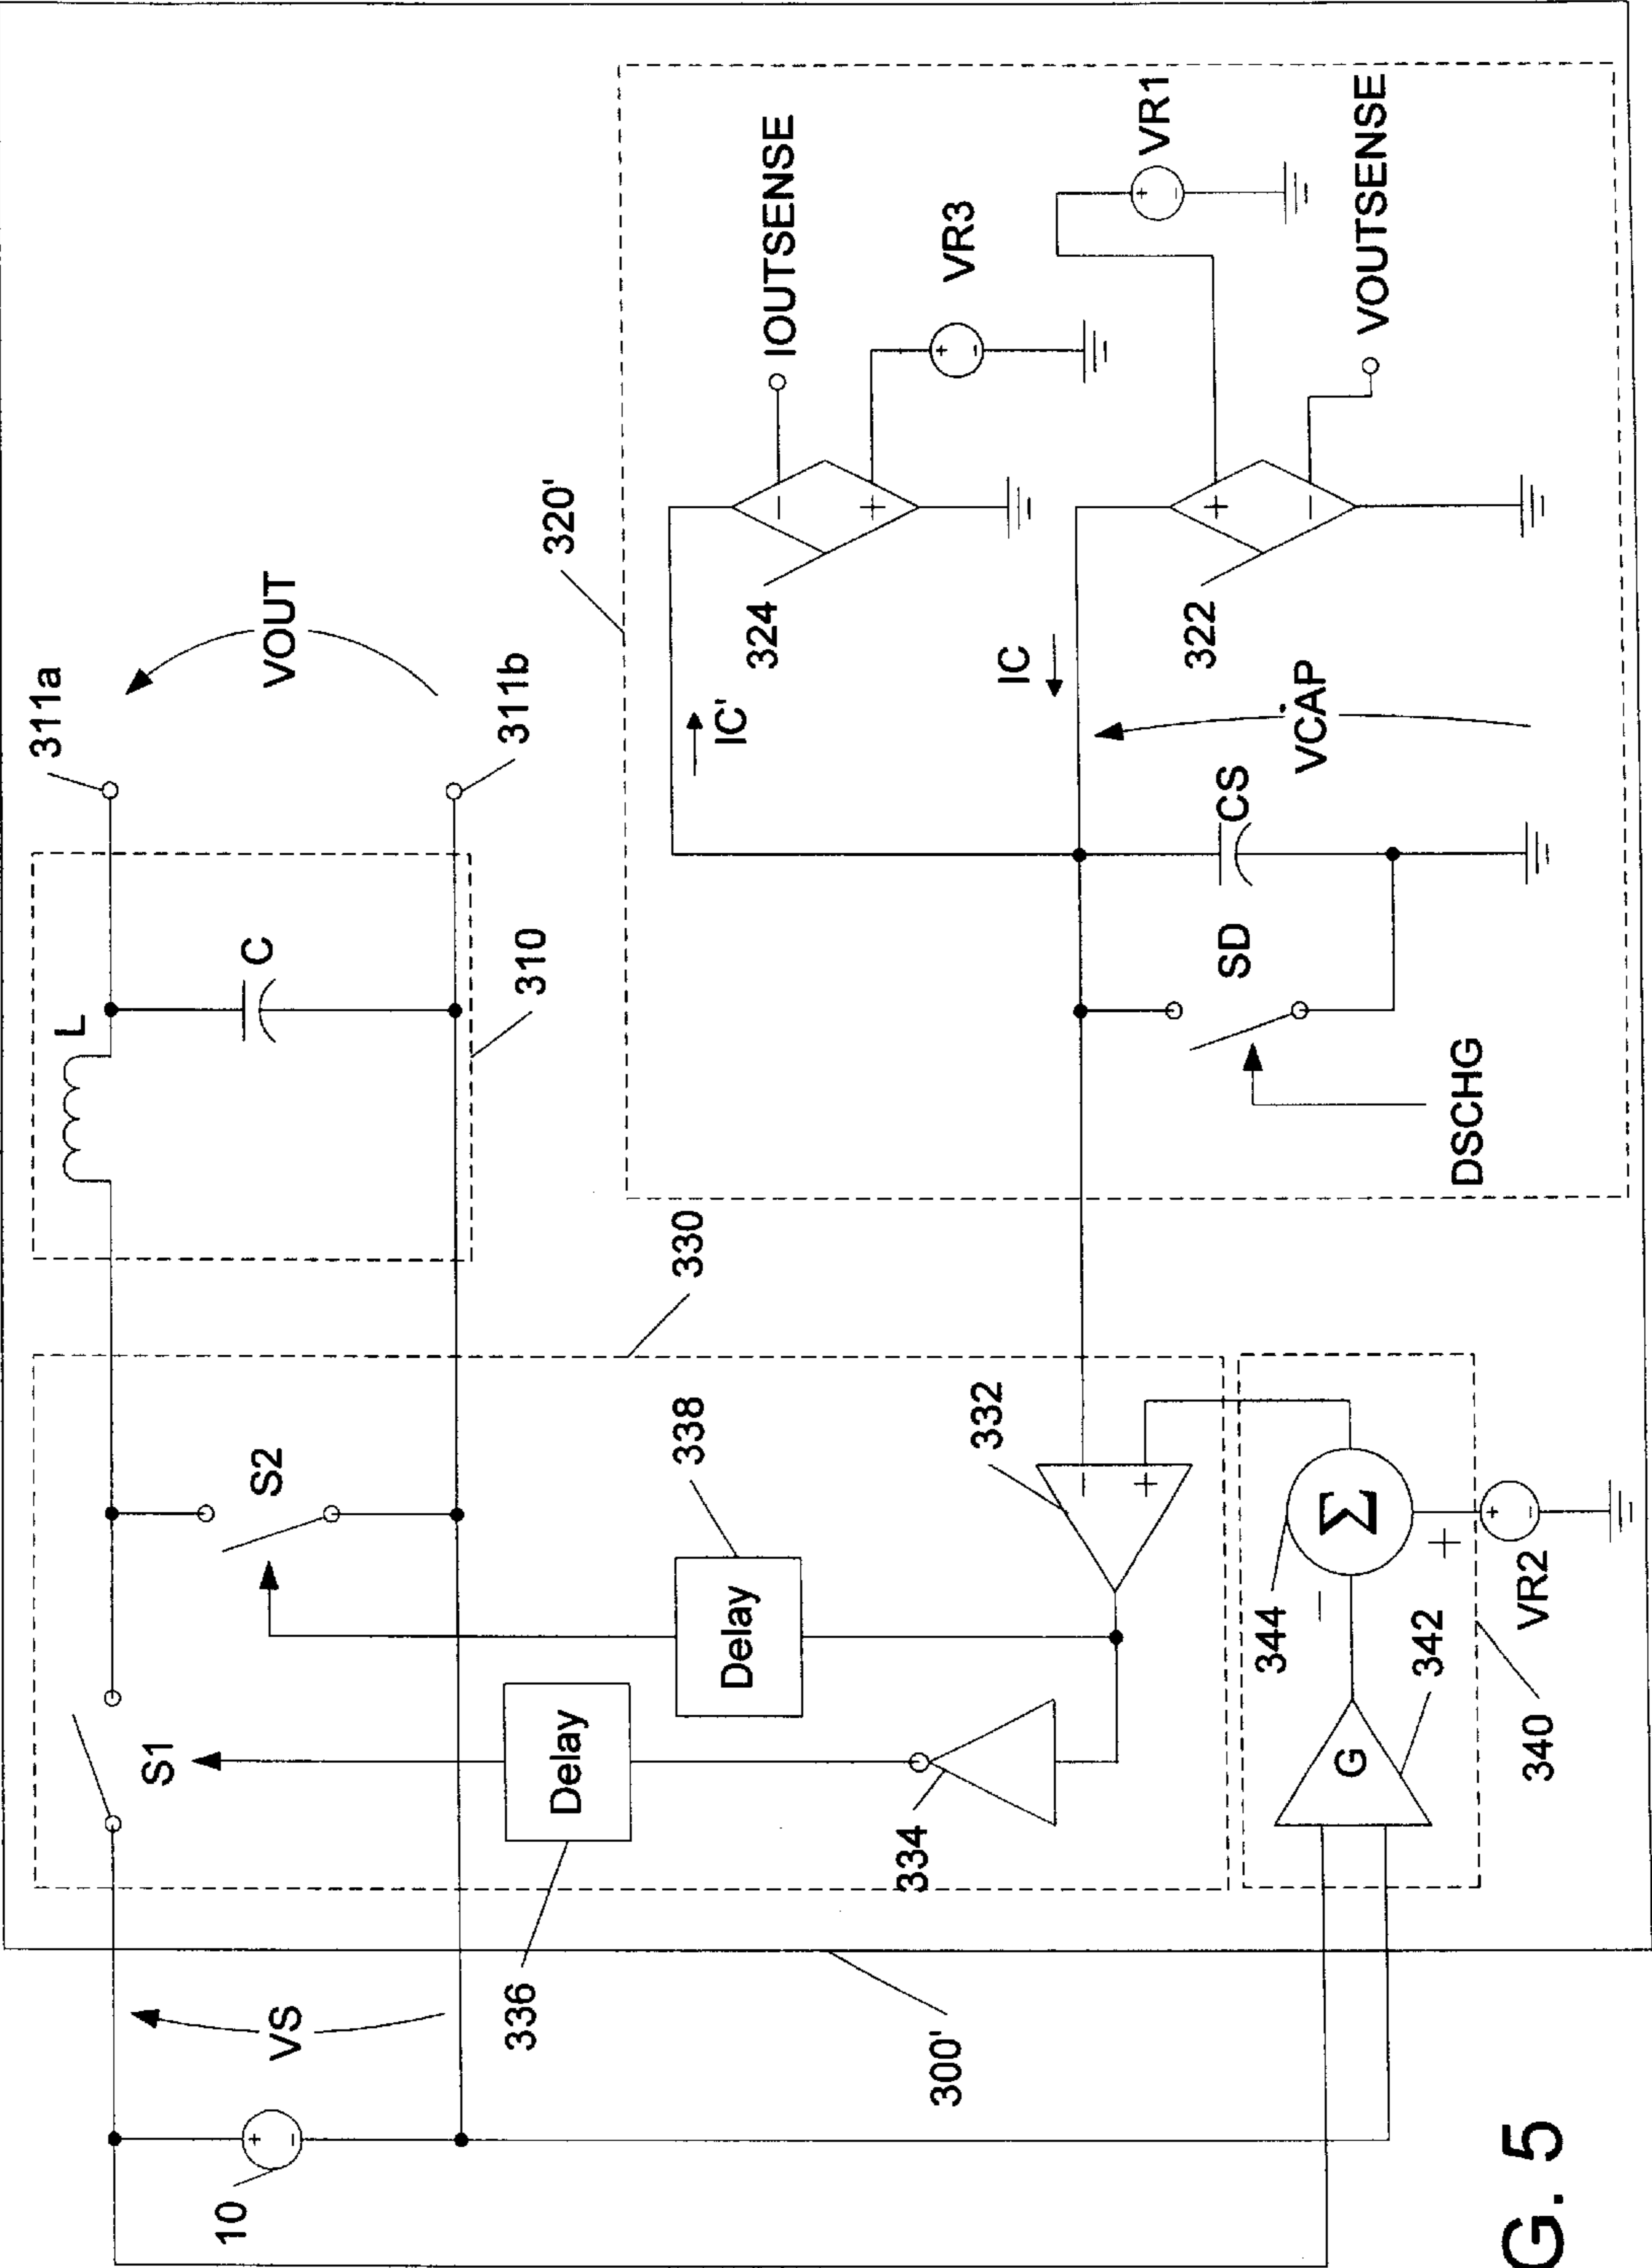 VS
10
S1
S2
L
C
311a
VOUT
311b
310
336
Delay
338
Delay
334
332
330
320'
IOUTSENSE
324
VR3
IC'
IC
322
VR1
VOUTSENSE
VCAP
CS
SD
DSCHG
300'
344
Σ
G
342
340
VR2
+
−
+
−
+
−
−
+
−
+
+
−
+
−
+
−
+
−
G. 5